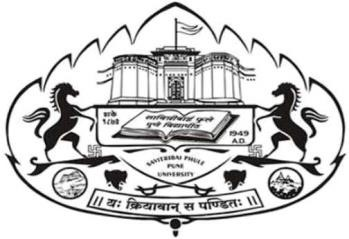 शके
१८७१
सावित्रीबाई फुले
पुणे विद्यापीठ
1949
A.D.
SAVITRIBAI PHULE
PUNE
UNIVERSITY
॥ यः क्रियावान् स पण्डितः ॥